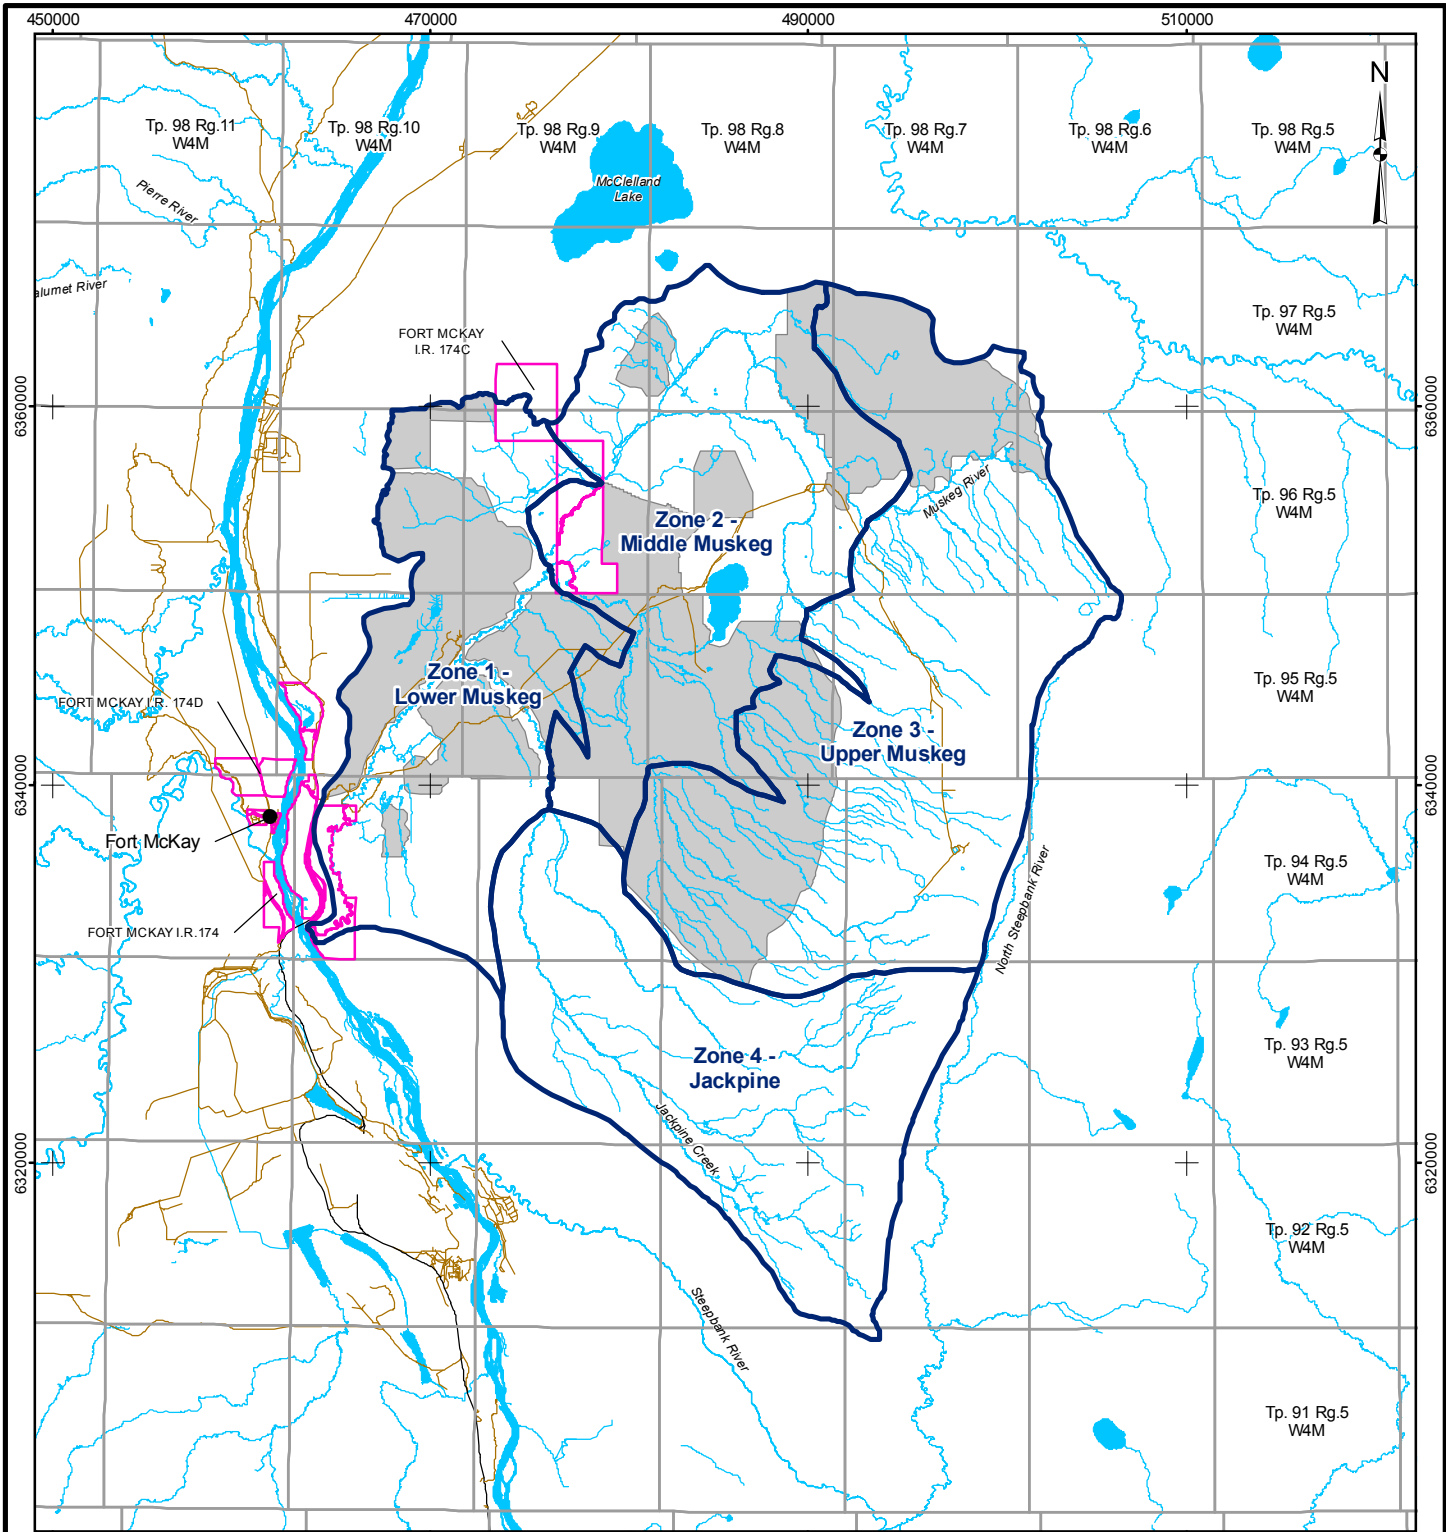 450000
470000
490000
510000
N
Tp. 98 Rg.11
W4M
Tp. 98 Rg.10
W4M
Tp. 98 Rg.9
W4M
Tp. 98 Rg.8
W4M
Tp. 98 Rg.7
W4M
Tp. 98 Rg.6
W4M
Tp. 98 Rg.5
W4M
McClelland
Lake
Pierre River
alumet River
Tp. 97 Rg.5
W4M
FORT MCKAY
I.R. 174C
6360000
6360000
Muskeg River
Tp. 96 Rg.5
W4M
Zone 2 -
Middle Muskeg
Zone 1 -
Lower Muskeg
Tp. 95 Rg.5
W4M
FORT MCKAY I.R. 174D
Zone 3 -
Upper Muskeg
6340000
6340000
Fort McKay
Tp. 94 Rg.5
W4M
North Steepbank River
FORT MCKAY I.R.174
Zone 4 -
Jackpine
Tp. 93 Rg.5
W4M
Jackpine Creek
6320000
6320000
Tp. 92 Rg.5
W4M
Steepbank River
Tp. 91 Rg.5
W4M